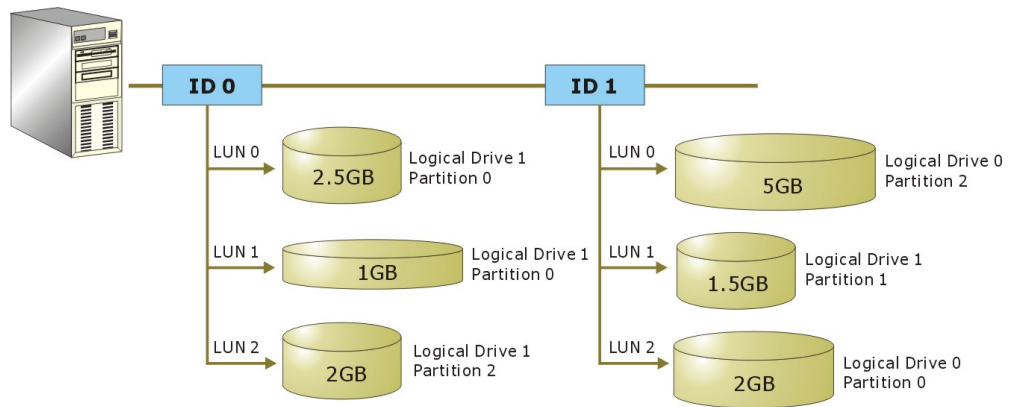 ID 0
ID 1
LUN 0
2.5GB
Logical Drive 1
Partition 0
LUN 1
1GB
Logical Drive 1
Partition 0
LUN 2
2GB
Logical Drive 1
Partition 2
LUN 0
5GB
Logical Drive 0
Partition 2
LUN 1
1.5GB
Logical Drive 1
Partition 1
LUN 2
2GB
Logical Drive 0
Partition 0